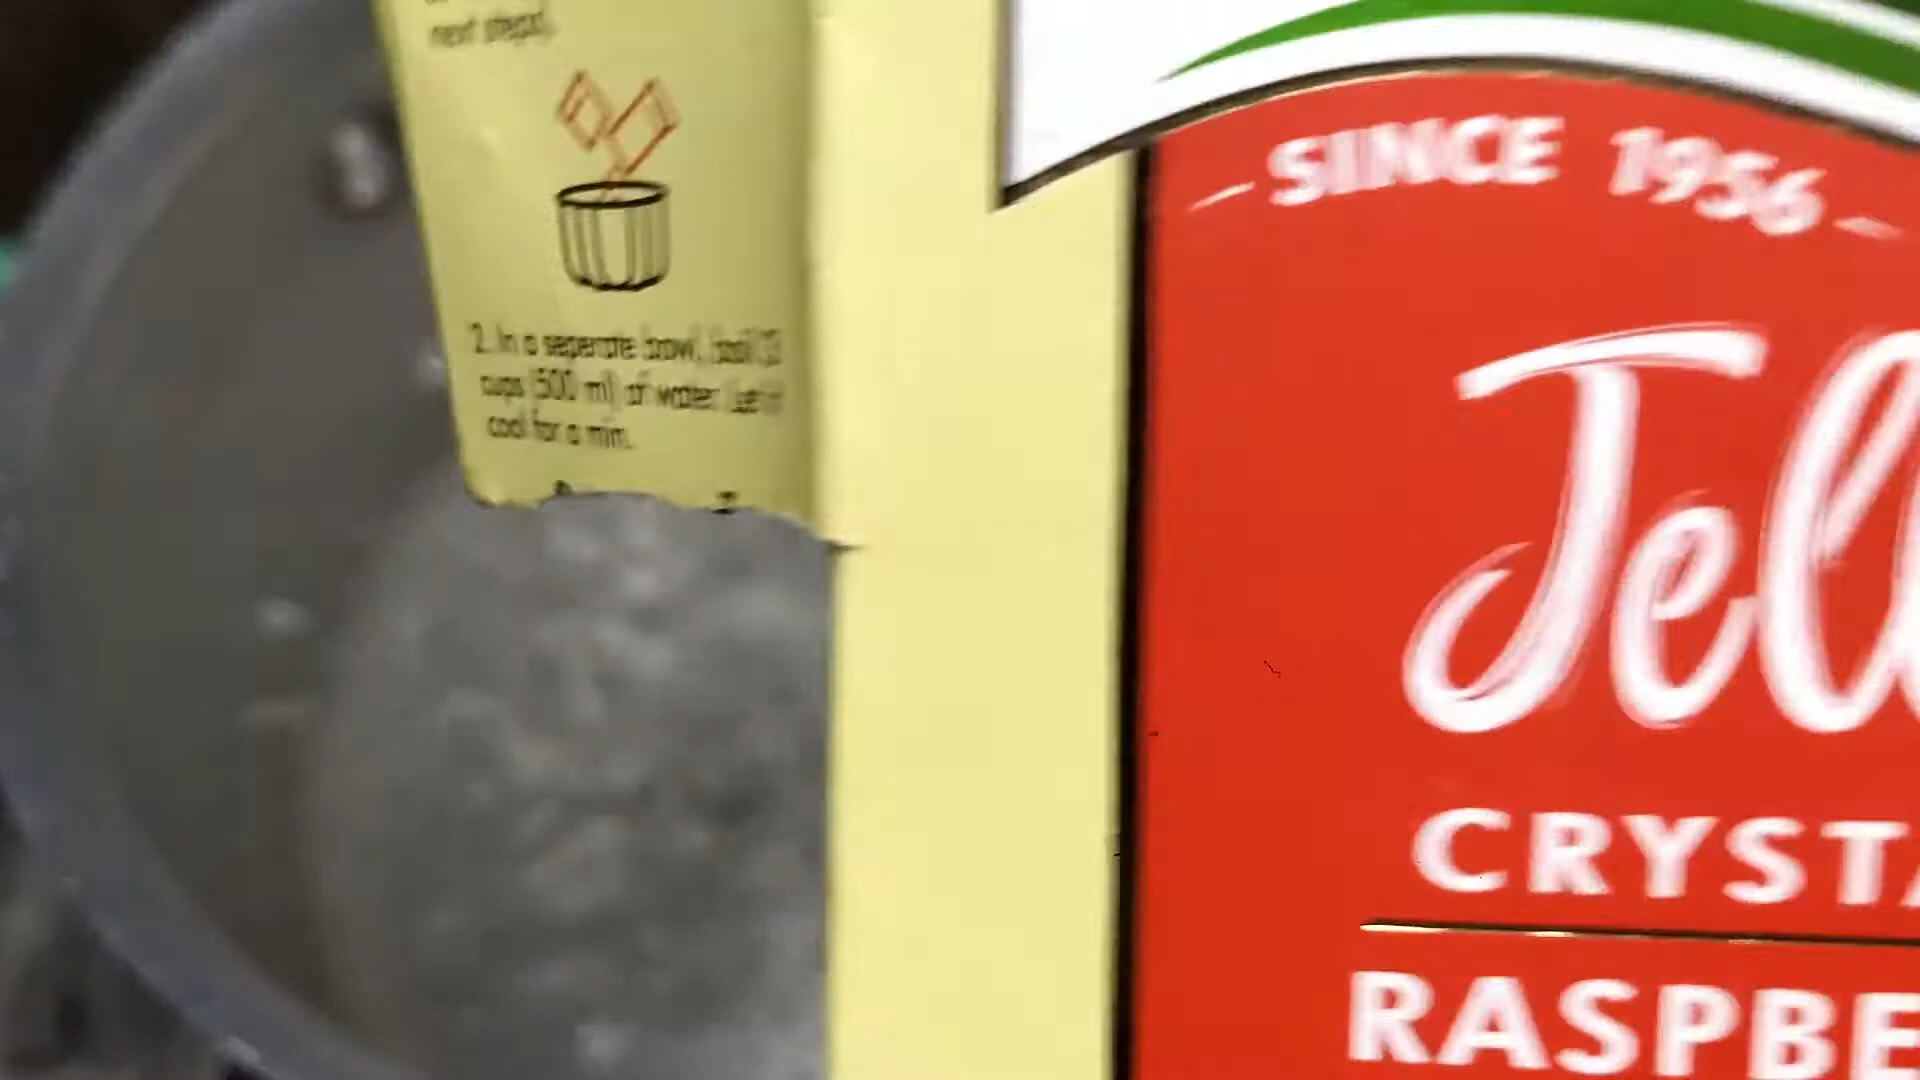 next steps).
2. In a seperate bowl, boil 2
cups (500 ml) of water. Let it
cool for a min.
SINCE 1956
Jell
CRYSTA
RASPBE